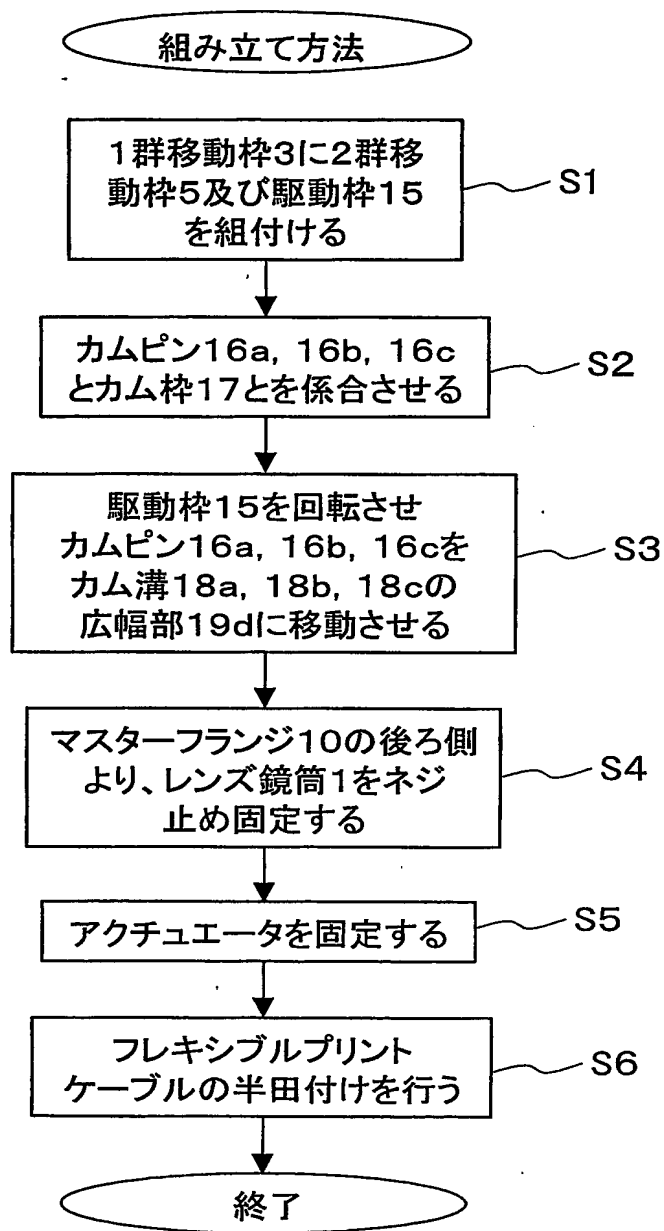 組み立て方法
1群移動枠3に2群移
動枠5及び駆動枠15
を組付ける
S1
カムピン16a, 16b, 16c
とカム枠17とを係合させる
S2
駆動枠15を回転させ
カムピン16a, 16b, 16cを
カム溝18a, 18b, 18cの
広幅部19dに移動させる
S3
マスターフランジ10の後ろ側
より、レンズ鏡筒1をネジ
止め固定する
S4
アクチュエータを固定する
S5
フレキシブルプリント
ケーブルの半田付けを行う
S6
終了